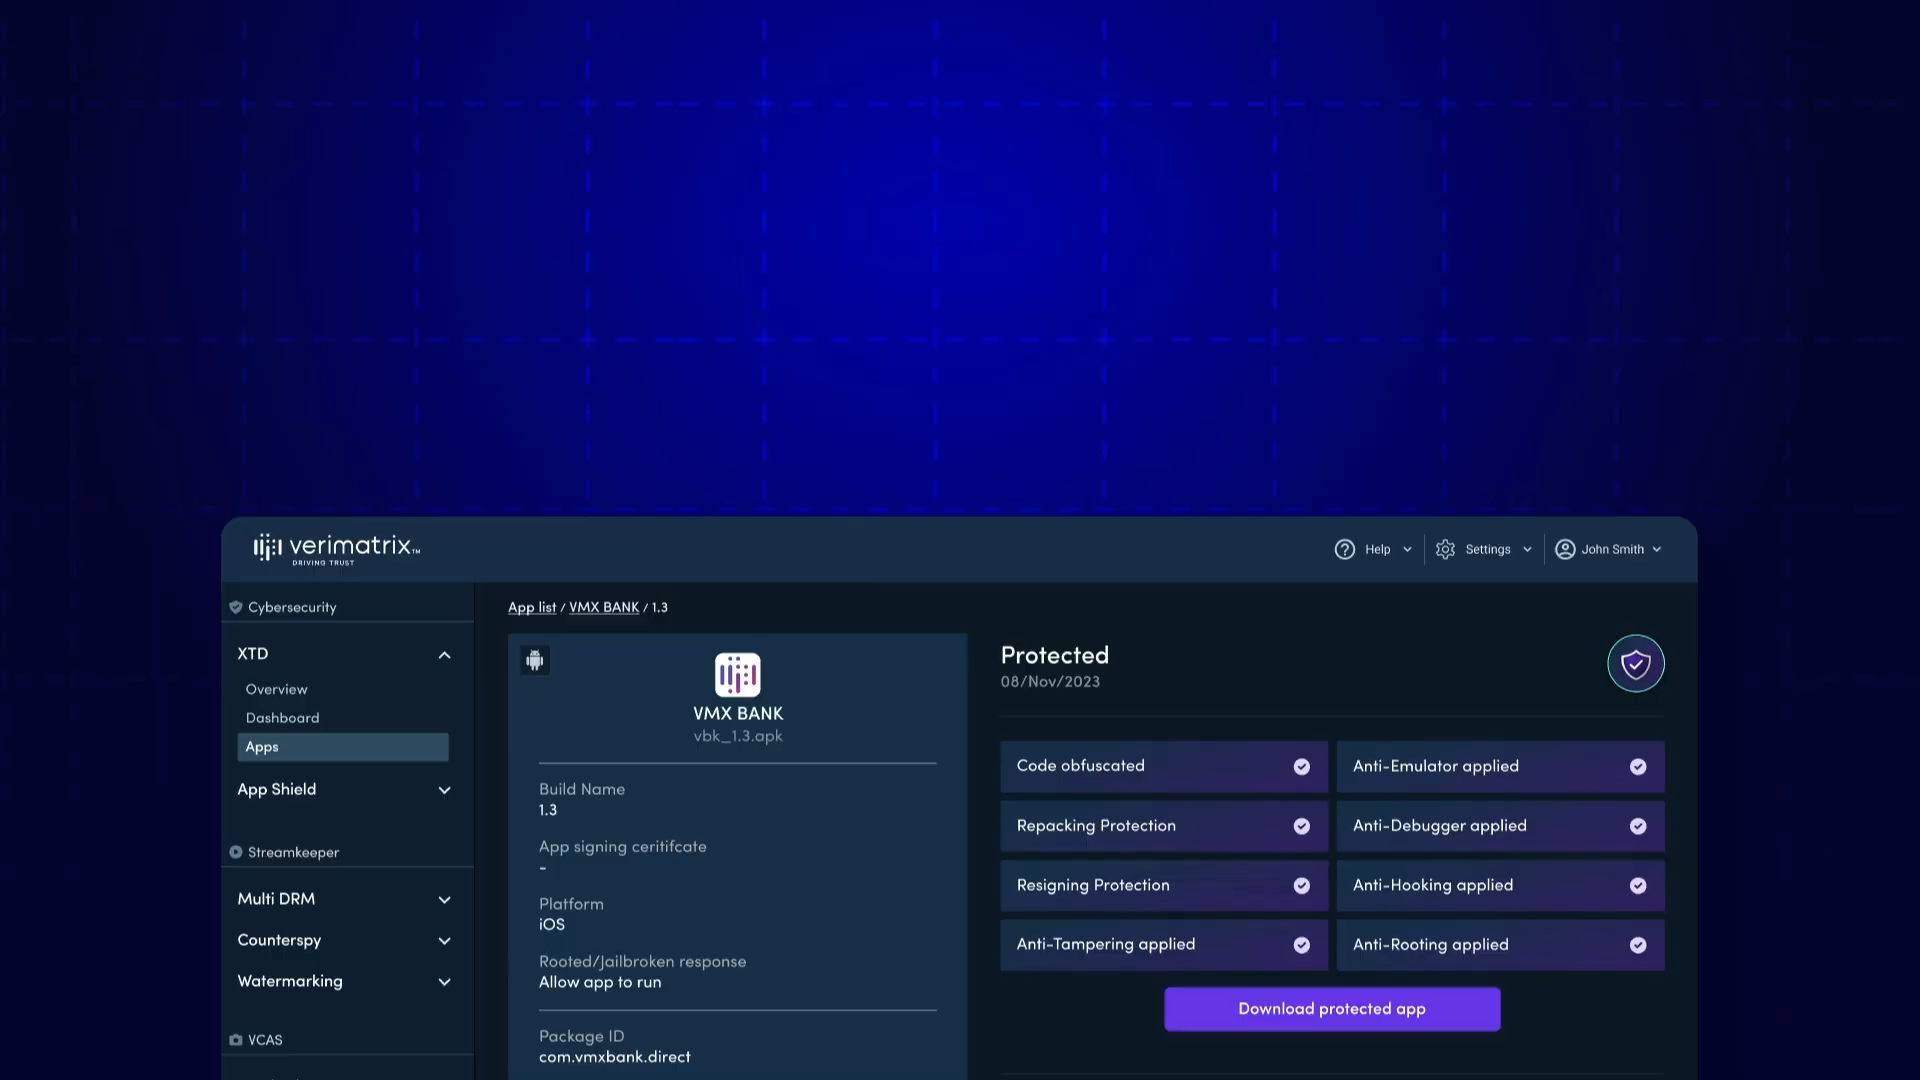 verimatrix™
DRIVING TRUST
Help
Settings
John Smith
Cybersecurity
XTD
Overview
Dashboard
Apps
App Shield
Streamkeeper
Multi DRM
Counterspy
Watermarking
VCAS
App list / VMX BANK / 1.3
VMX BANK
vbk_1.3.apk
Build Name
1.3
App signing ceritifcate
-
Platform
iOS
Rooted/Jailbroken response
Allow app to run
Package ID
com.vmxbank.direct
Protected
08/Nov/2023
Code obfuscated
Anti-Emulator applied
Repacking Protection
Anti-Debugger applied
Resigning Protection
Anti-Hooking applied
Anti-Tampering applied
Anti-Rooting applied
Download protected app